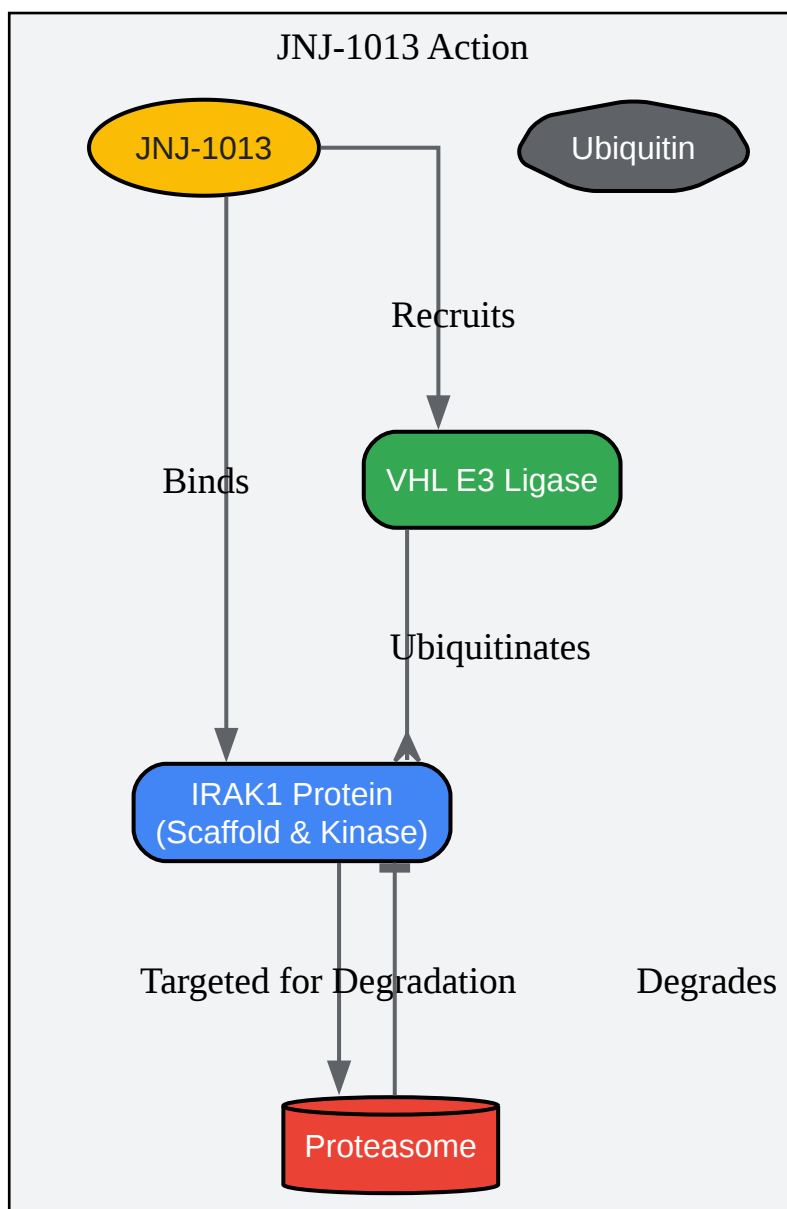 JNJ-1013 Action
JNJ-1013
Ubiquitin
Recruits
Binds
VHL E3 Ligase
Ubiquitinates
IRAK1 Protein
(Scaffold & Kinase)
Targeted for Degradation
Degrades
Proteasome